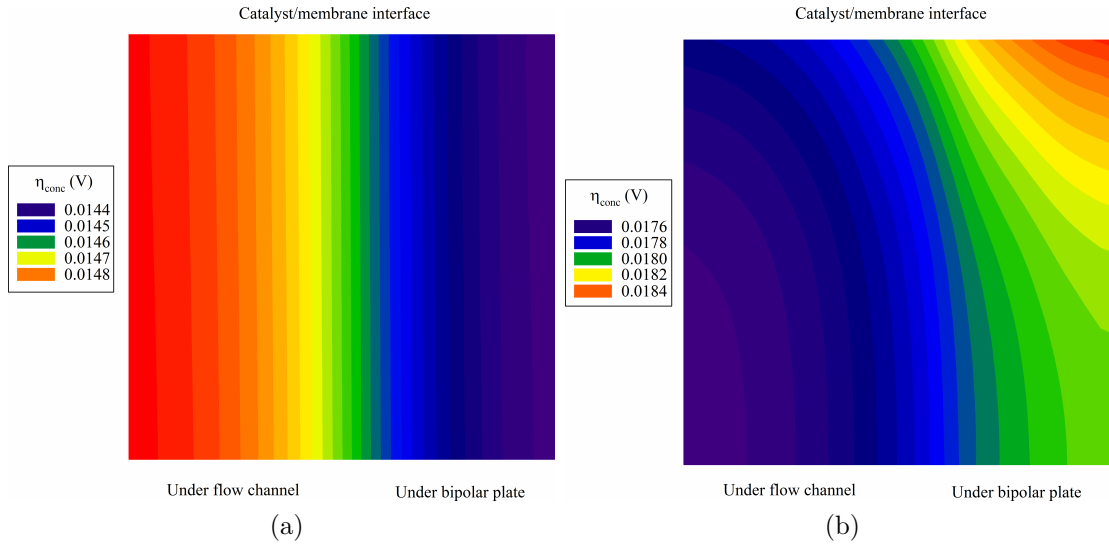 Catalyst/membrane interface
η_conc (V)
0.0144
0.0145
0.0146
0.0147
0.0148
Under flow channel
Under bipolar plate
(a)
Catalyst/membrane interface
η_conc (V)
0.0176
0.0178
0.0180
0.0182
0.0184
Under flow channel
Under bipolar plate
(b)